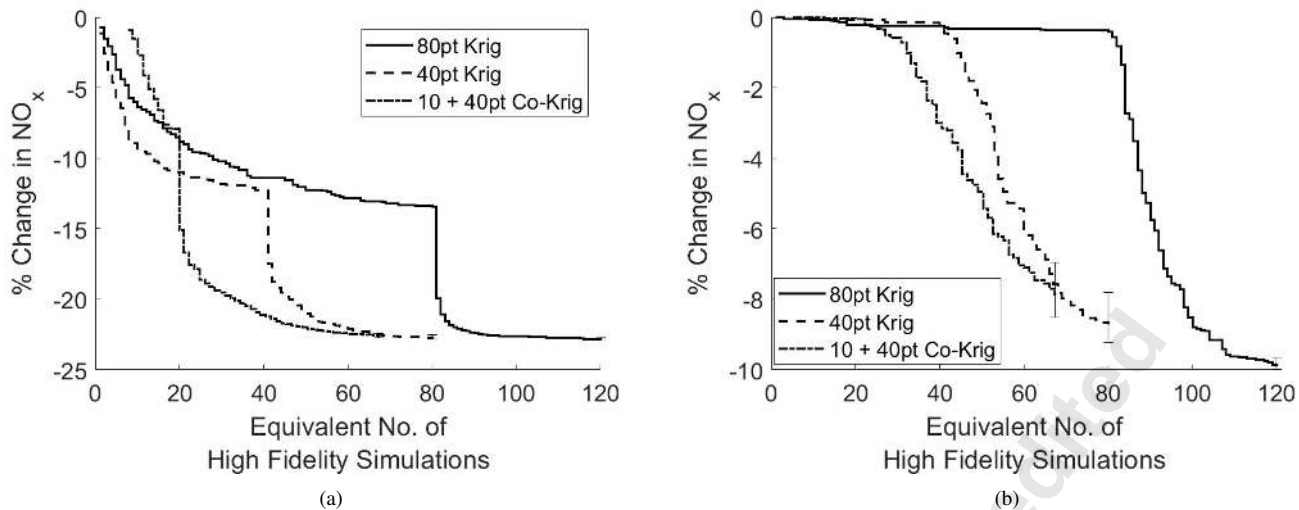 0
-5
-10
-15
-20
-25
% Change in NOx
80pt Krig
40pt Krig
10 + 40pt Co-Krig
0 20 40 60 80 100 120
Equivalent No. of
High Fidelity Simulations
(a)
0
-2
-4
-6
-8
-10
% Change in NOx
80pt Krig
40pt Krig
10 + 40pt Co-Krig
0 20 40 60 80 100 120
Equivalent No. of
High Fidelity Simulations
(b)
edited